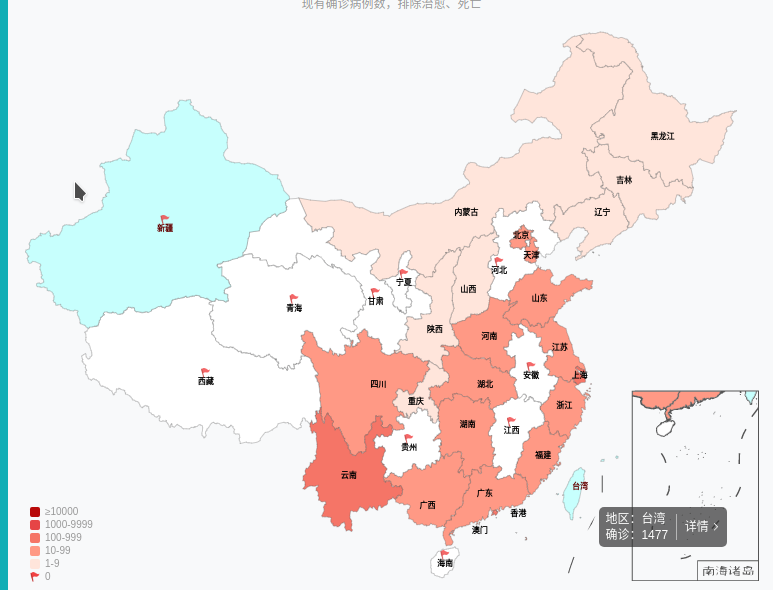 现有确诊病例数，排除治愈、死亡
黑龙江
吉林
辽宁
内蒙古
新疆
北京
天津
河北
宁夏
甘肃
青海
山西
山东
陕西
河南
江苏
西藏
四川
重庆
湖北
安徽
上海
浙江
湖南
江西
贵州
福建
云南
广西
广东
台湾
香港
澳门
海南
地区：台湾
确诊：1477
详情 >
≥10000
1000-9999
100-999
10-99
1-9
0
南海诸岛